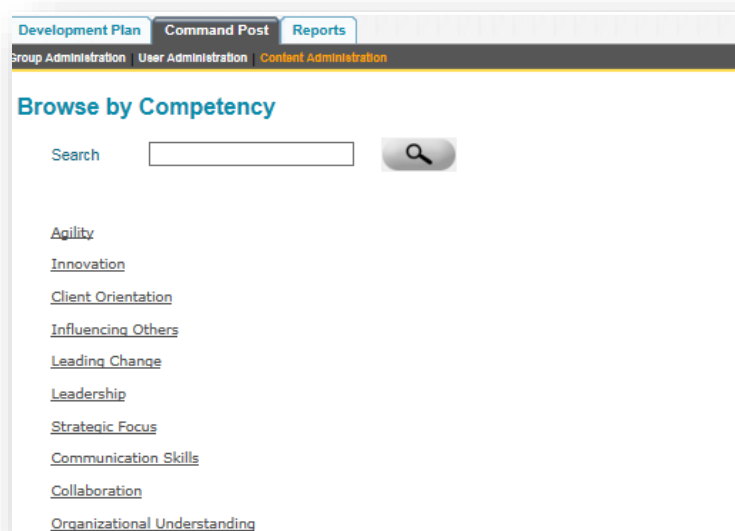 Development Plan Command Post Reports
Group Administration User Administration Content Administration
Browse by Competency
Search
Agility
Innovation
Client Orientation
Influencing Others
Leading Change
Leadership
Strategic Focus
Communication Skills
Collaboration
Organizational Understanding